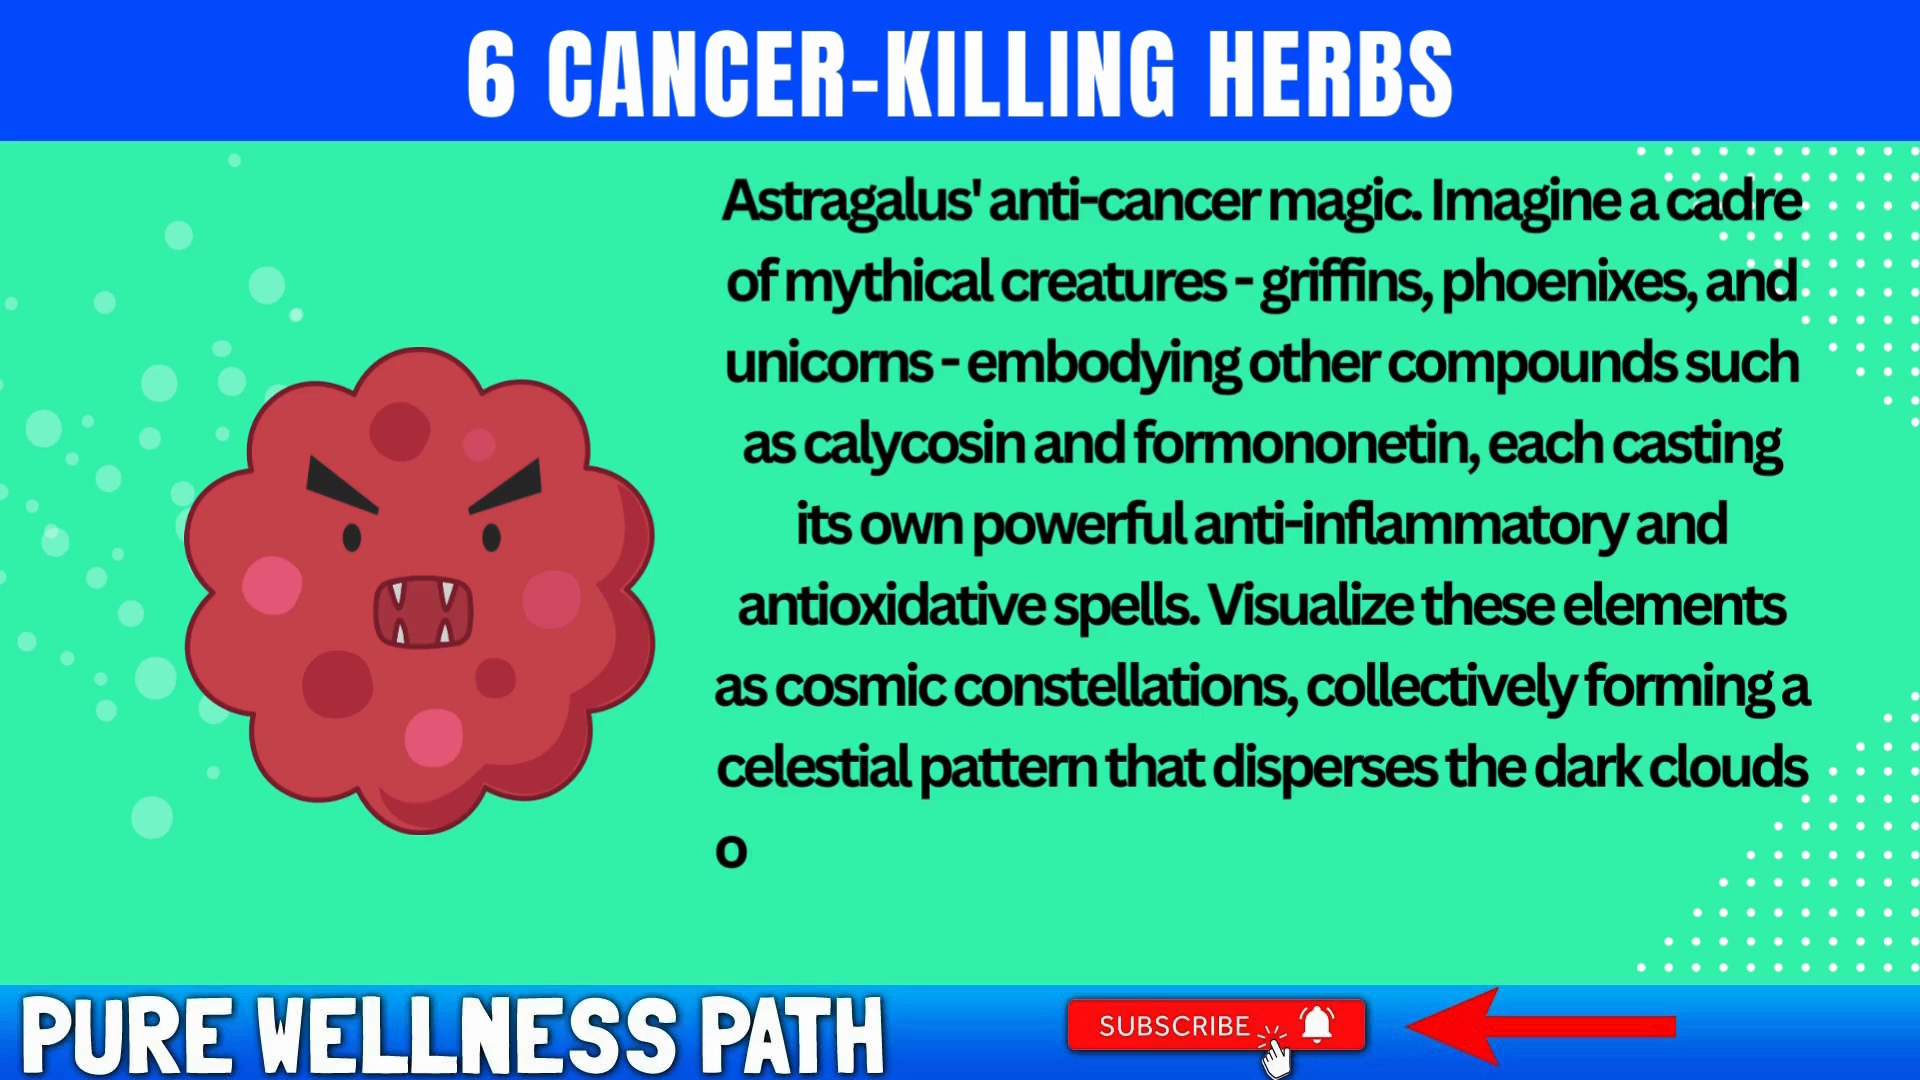 6 CANCER-KILLING HERBS
Astragalus' anti-cancer magic. Imagine a cadre
of mythical creatures - griffins, phoenixes, and
unicorns - embodying other compounds such
as calycosin and formononetin, each casting
its own powerful anti-inflammatory and
antioxidative spells. Visualize these elements
as cosmic constellations, collectively forming a
celestial pattern that disperses the dark clouds
o
PURE WELLNESS PATH
SUBSCRIBE